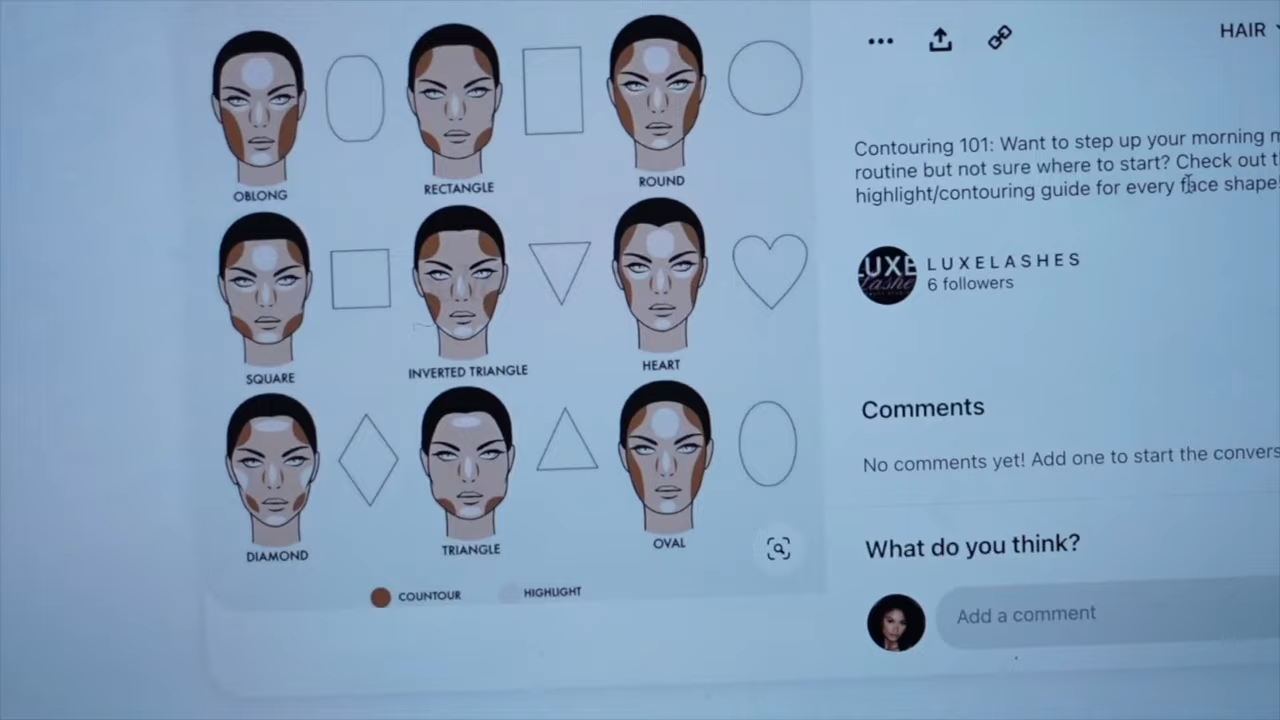 HAIR
Contouring 101: Want to step up your morning
routine but not sure where to start? Check out
highlight/contouring guide for every face shape!
LUXE
lashe
LUXELASHES
6 followers
OBLONG
RECTANGLE
ROUND
SQUARE
INVERTED TRIANGLE
HEART
DIAMOND
TRIANGLE
OVAL
COUNTOUR
HIGHLIGHT
Comments
No comments yet! Add one to start the
What do you think?
Add a comment